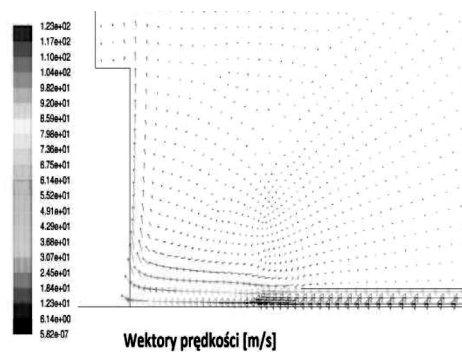 1.23e+02
1.17e+02
1.10e+02
1.04e+02
9.82e+01
9.20e+01
8.59e+01
7.98e+01
7.36e+01
6.75e+01
6.14e+01
5.52e+01
4.91e+01
4.29e+01
3.68e+01
3.07e+01
2.45e+01
1.84e+01
1.23e+01
6.14e+00
5.82e-07
Wektory prędkości [m/s]